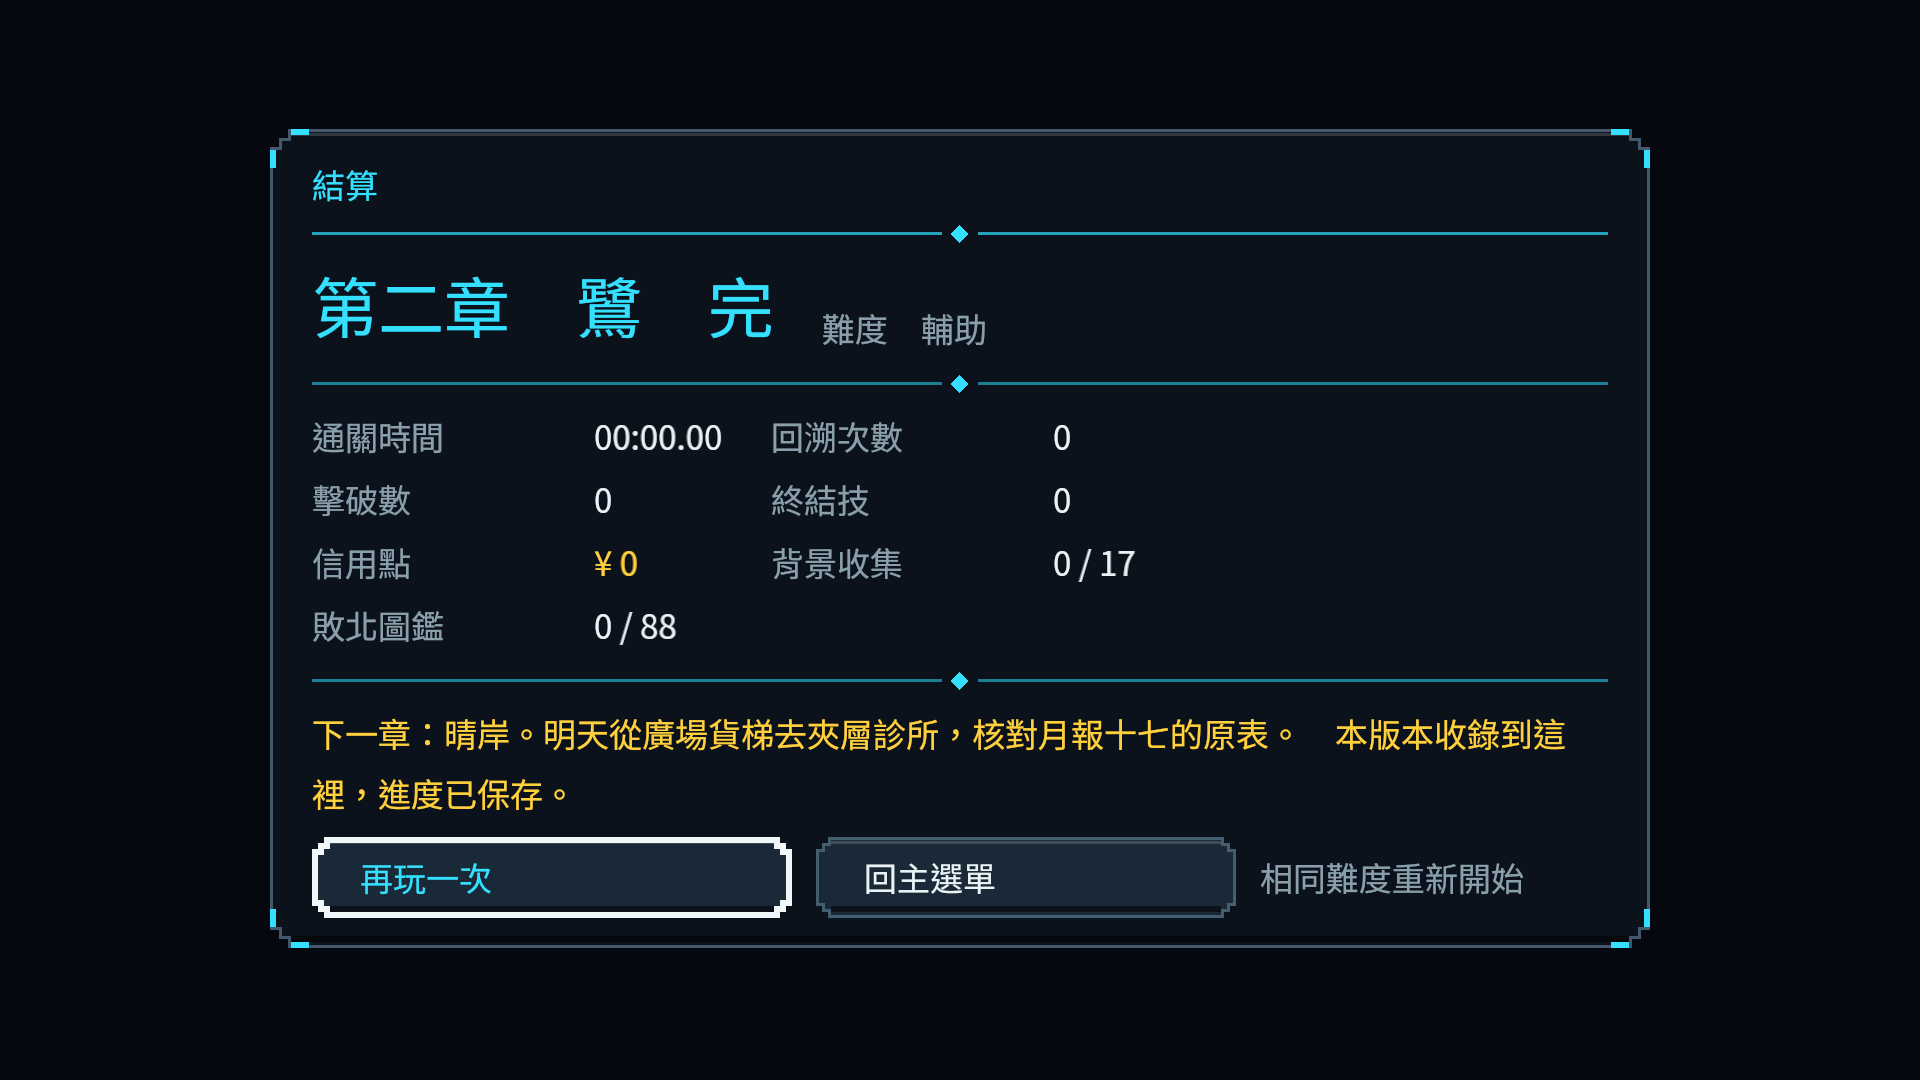 結算
第二章　鷺　完　難度　輔助
通關時間　00:00.00　回溯次數　0
擊破數　0　終結技　0
信用點　¥ 0　背景收集　0 / 17
敗北圖鑑　0 / 88
下一章：晴岸。明天從廣場貨梯去夾層診所，核對月報十七的原表。　本版本收錄到這
裡，進度已保存。
再玩一次　回主選單　相同難度重新開始